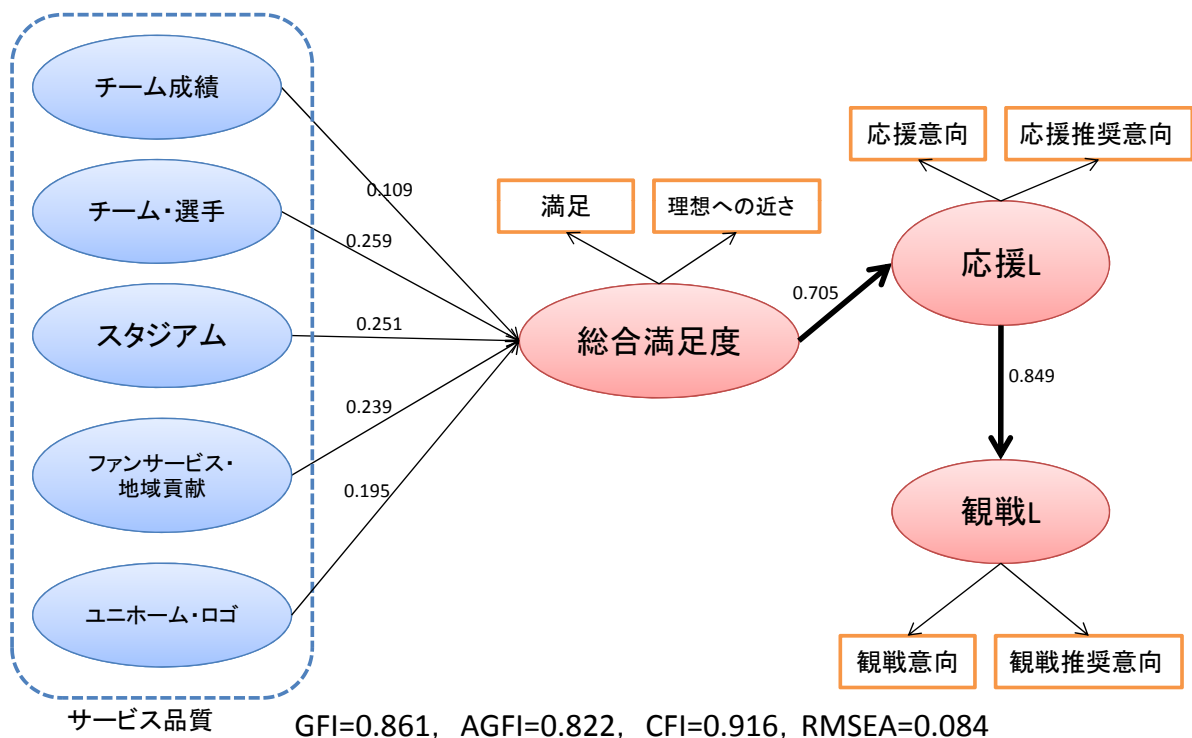 チーム成績
チーム・選手
スタジアム
ファンサービス・
地域貢献
ユニホーム・ロゴ
サービス品質
0.109
0.259
0.251
0.239
0.195
満足
理想への近さ
総合満足度
0.705
応援意向
応援推奨意向
応援L
0.849
観戦L
観戦意向
観戦推奨意向
GFI=0.861, AGFI=0.822, CFI=0.916, RMSEA=0.084